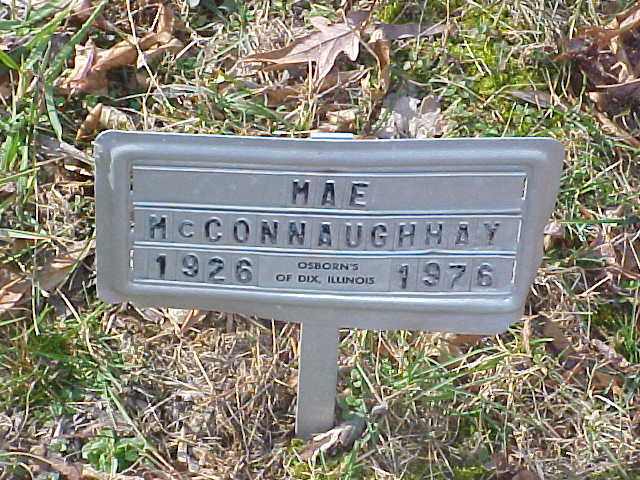 MAE
McCONNAUGHHAY
1926 OSBORN'S OF DIX, ILLINOIS 1976